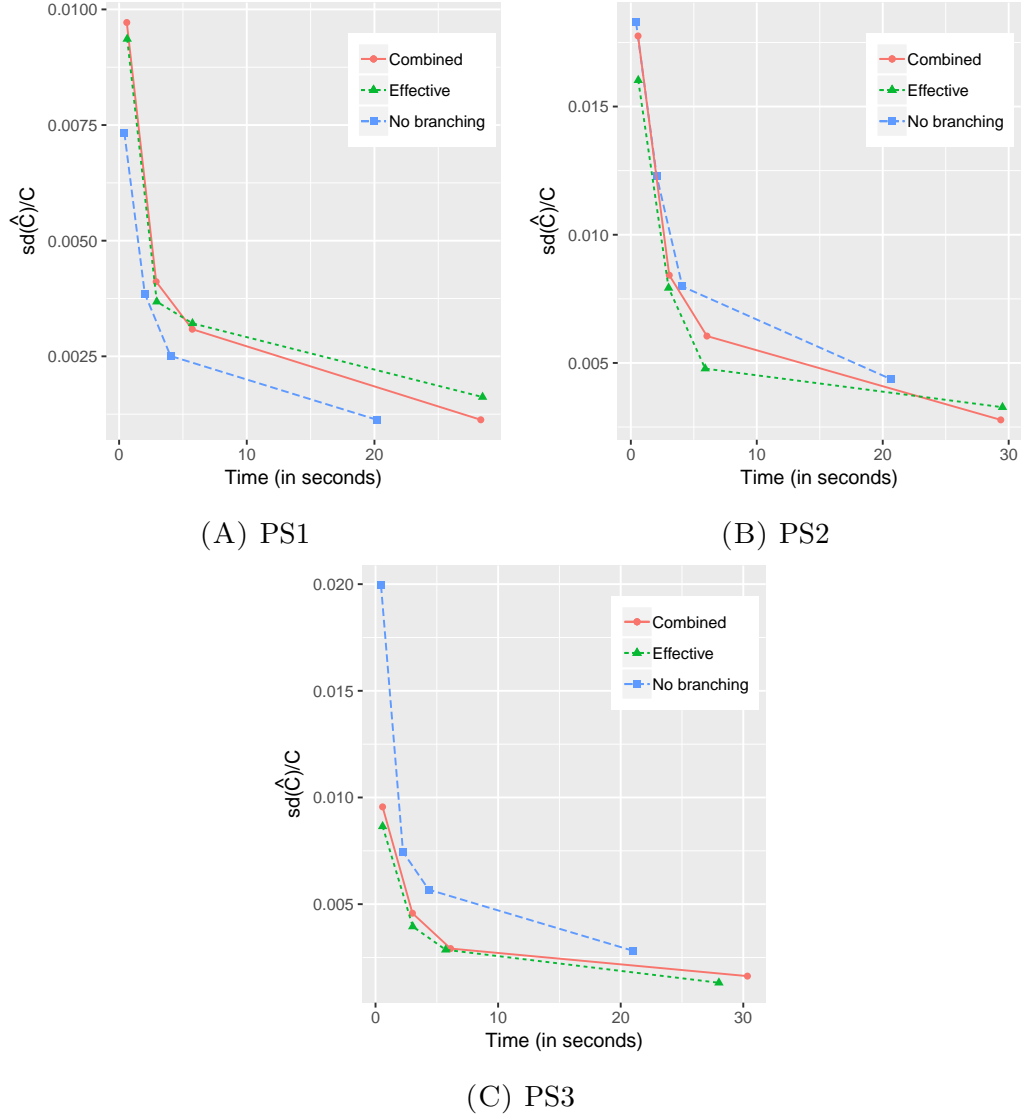 0.0100
0.0075
0.0050
0.0025
sd(Ĉ)/C
Combined
Effective
No branching
0
10
20
Time (in seconds)
(A) PS1
0.015
0.010
0.005
sd(Ĉ)/C
Combined
Effective
No branching
0
10
20
30
Time (in seconds)
(B) PS2
0.020
0.015
0.010
0.005
sd(Ĉ)/C
Combined
Effective
No branching
0
10
20
30
Time (in seconds)
(C) PS3